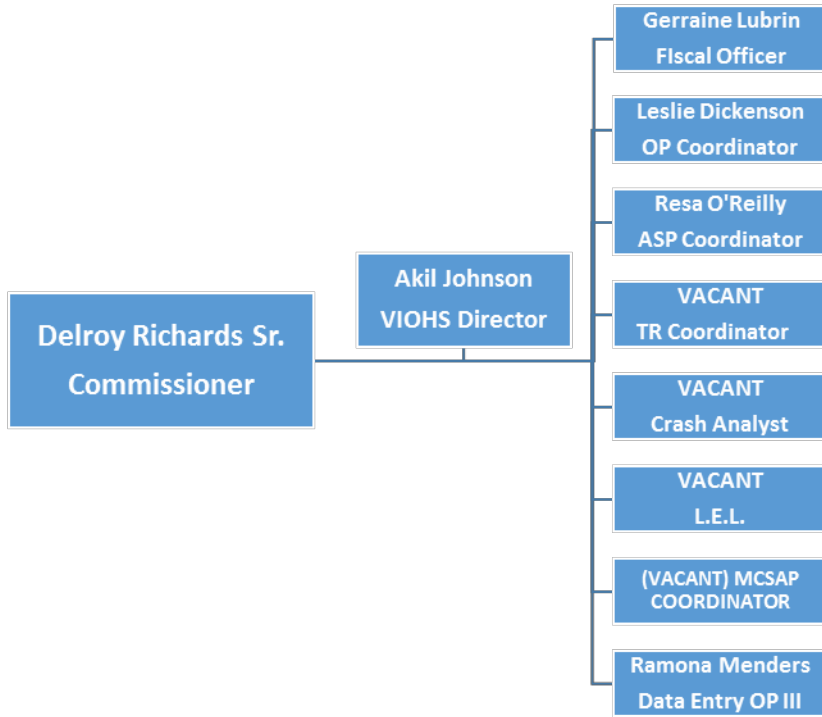 Gerraine Lubrin
FIscal Officer
Leslie Dickenson
OP Coordinator
Resa O'Reilly
ASP Coordinator
Akil Johnson
VIOHS Director
Delroy Richards Sr.
Commissioner
VACANT
TR Coordinator
VACANT
Crash Analyst
VACANT
L.E.L.
(VACANT) MCSAP
COORDINATOR
Ramona Menders
Data Entry OP III